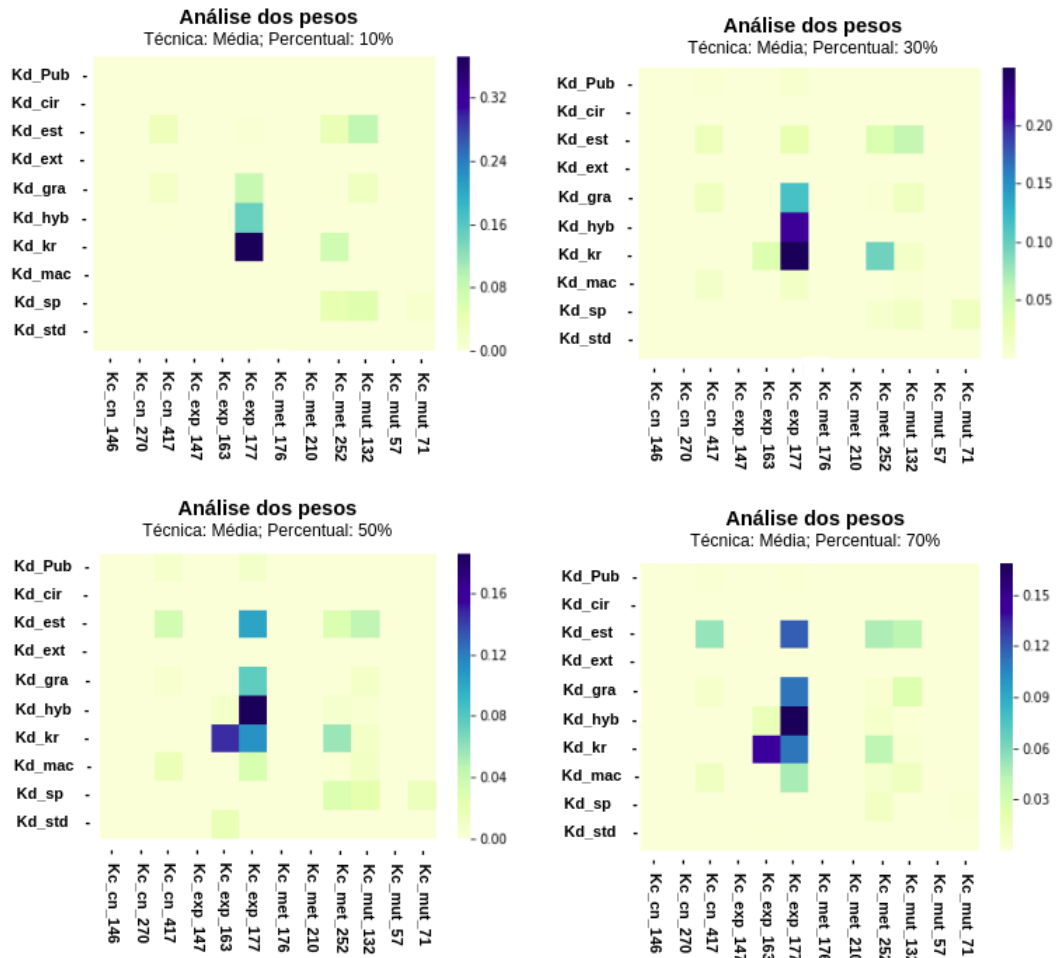 Análise dos pesos
Técnica: Média; Percentual: 10%
Kd_Pub -
Kd_cir -
Kd_est -
Kd_ext -
Kd_gra -
Kd_hyb -
Kd_kr -
Kd_mac -
Kd_sp -
Kd_std -
- 0.32
- 0.24
- 0.16
- 0.08
- 0.00
- Kc_cn_146
- Kc_cn_270
- Kc_cn_417
- Kc_exp_147
- Kc_exp_163
- Kc_exp_177
- Kc_met_176
- Kc_met_210
- Kc_met_252
- Kc_mut_132
- Kc_mut_57
- Kc_mut_71
Análise dos pesos
Técnica: Média; Percentual: 30%
Kd_Pub -
Kd_cir -
Kd_est -
Kd_ext -
Kd_gra -
Kd_hyb -
Kd_kr -
Kd_mac -
Kd_sp -
Kd_std -
- 0.20
- 0.15
- 0.10
- 0.05
- Kc_cn_146
- Kc_cn_270
- Kc_cn_417
- Kc_exp_147
- Kc_exp_163
- Kc_exp_177
- Kc_met_176
- Kc_met_210
- Kc_met_252
- Kc_mut_132
- Kc_mut_57
- Kc_mut_71
Análise dos pesos
Técnica: Média; Percentual: 50%
Kd_Pub -
Kd_cir -
Kd_est -
Kd_ext -
Kd_gra -
Kd_hyb -
Kd_kr -
Kd_mac -
Kd_sp -
Kd_std -
- 0.16
- 0.12
- 0.08
- 0.04
- 0.00
- Kc_cn_146
- Kc_cn_270
- Kc_cn_417
- Kc_exp_147
- Kc_exp_163
- Kc_exp_177
- Kc_met_176
- Kc_met_210
- Kc_met_252
- Kc_mut_132
- Kc_mut_57
- Kc_mut_71
Análise dos pesos
Técnica: Média; Percentual: 70%
Kd_Pub -
Kd_cir -
Kd_est -
Kd_ext -
Kd_gra -
Kd_hyb -
Kd_kr -
Kd_mac -
Kd_sp -
Kd_std -
- 0.15
- 0.12
- 0.09
- 0.06
- 0.03
- Kc_cn_146
- Kc_cn_270
- Kc_cn_417
- Kc_exp_147
- Kc_exp_163
- Kc_exp_177
- Kc_met_176
- Kc_met_210
- Kc_met_252
- Kc_mut_132
- Kc_mut_57
- Kc_mut_71